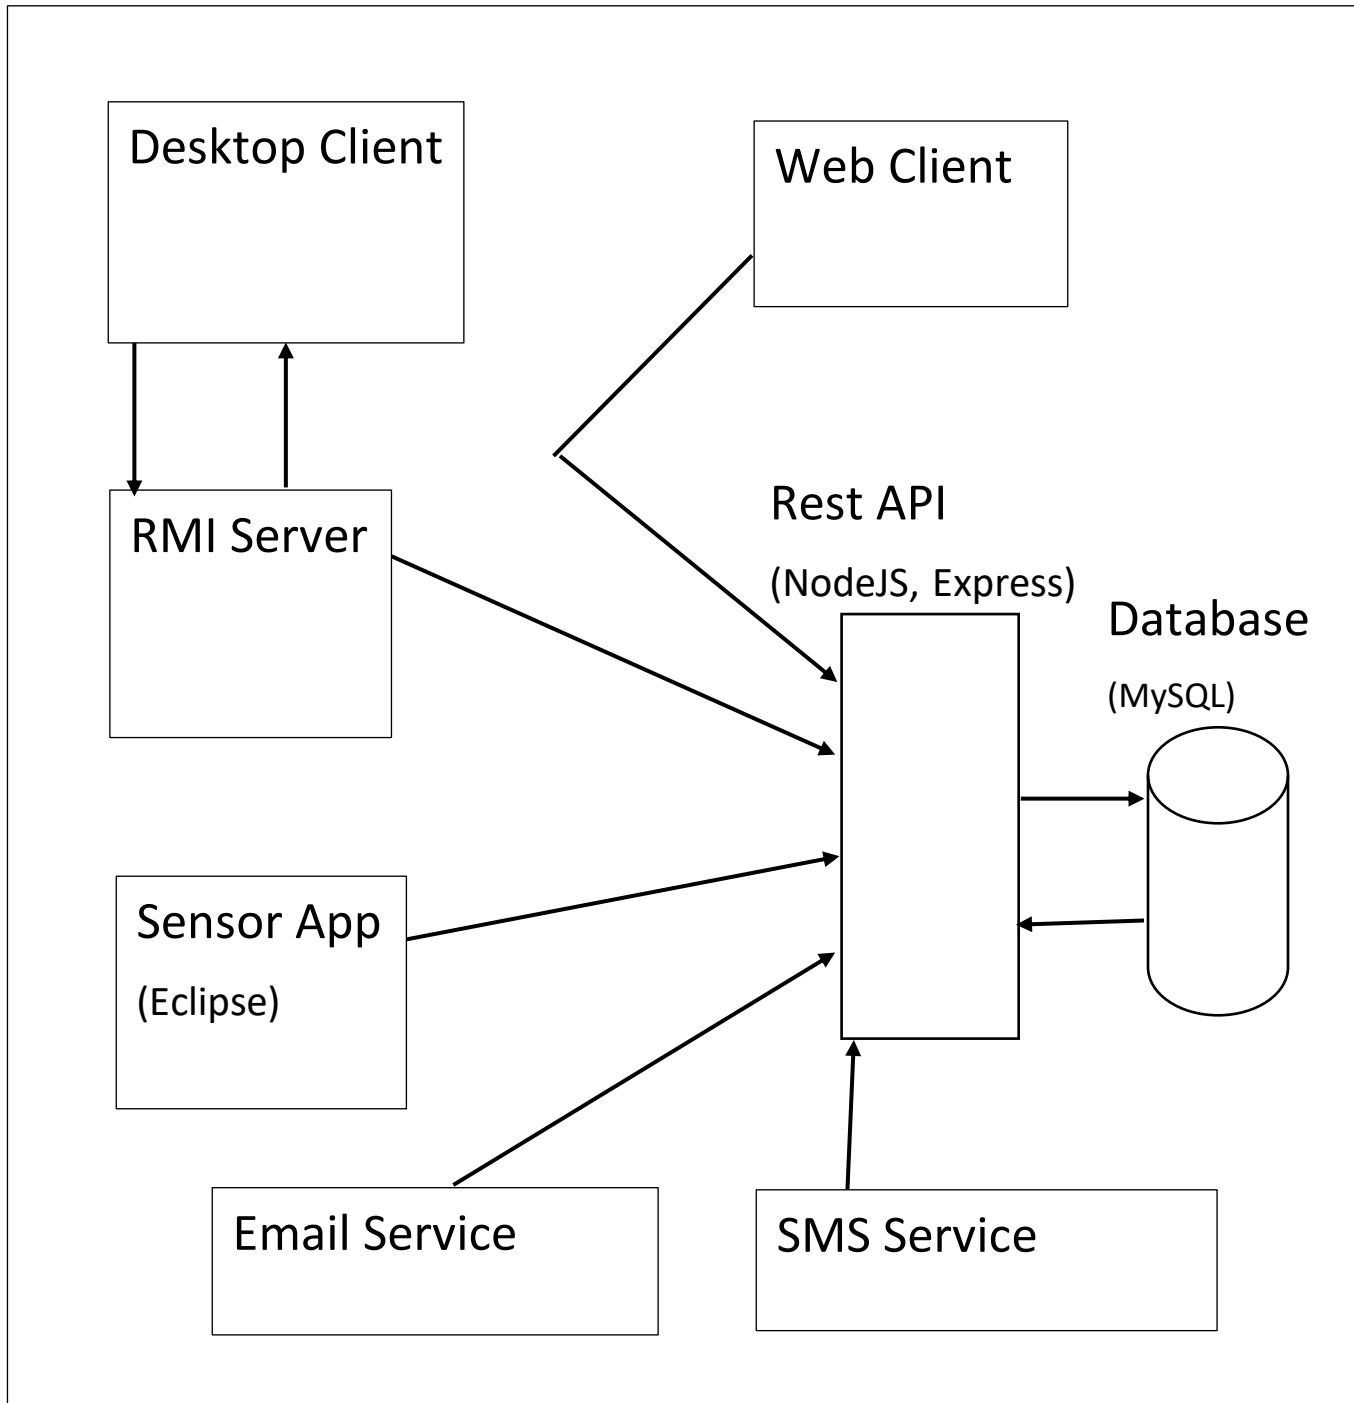 Desktop Client
Web Client
Rest API
(NodeJS, Express)
RMI Server
Database
(MySQL)
Sensor App
(Eclipse)
Email Service
SMS Service